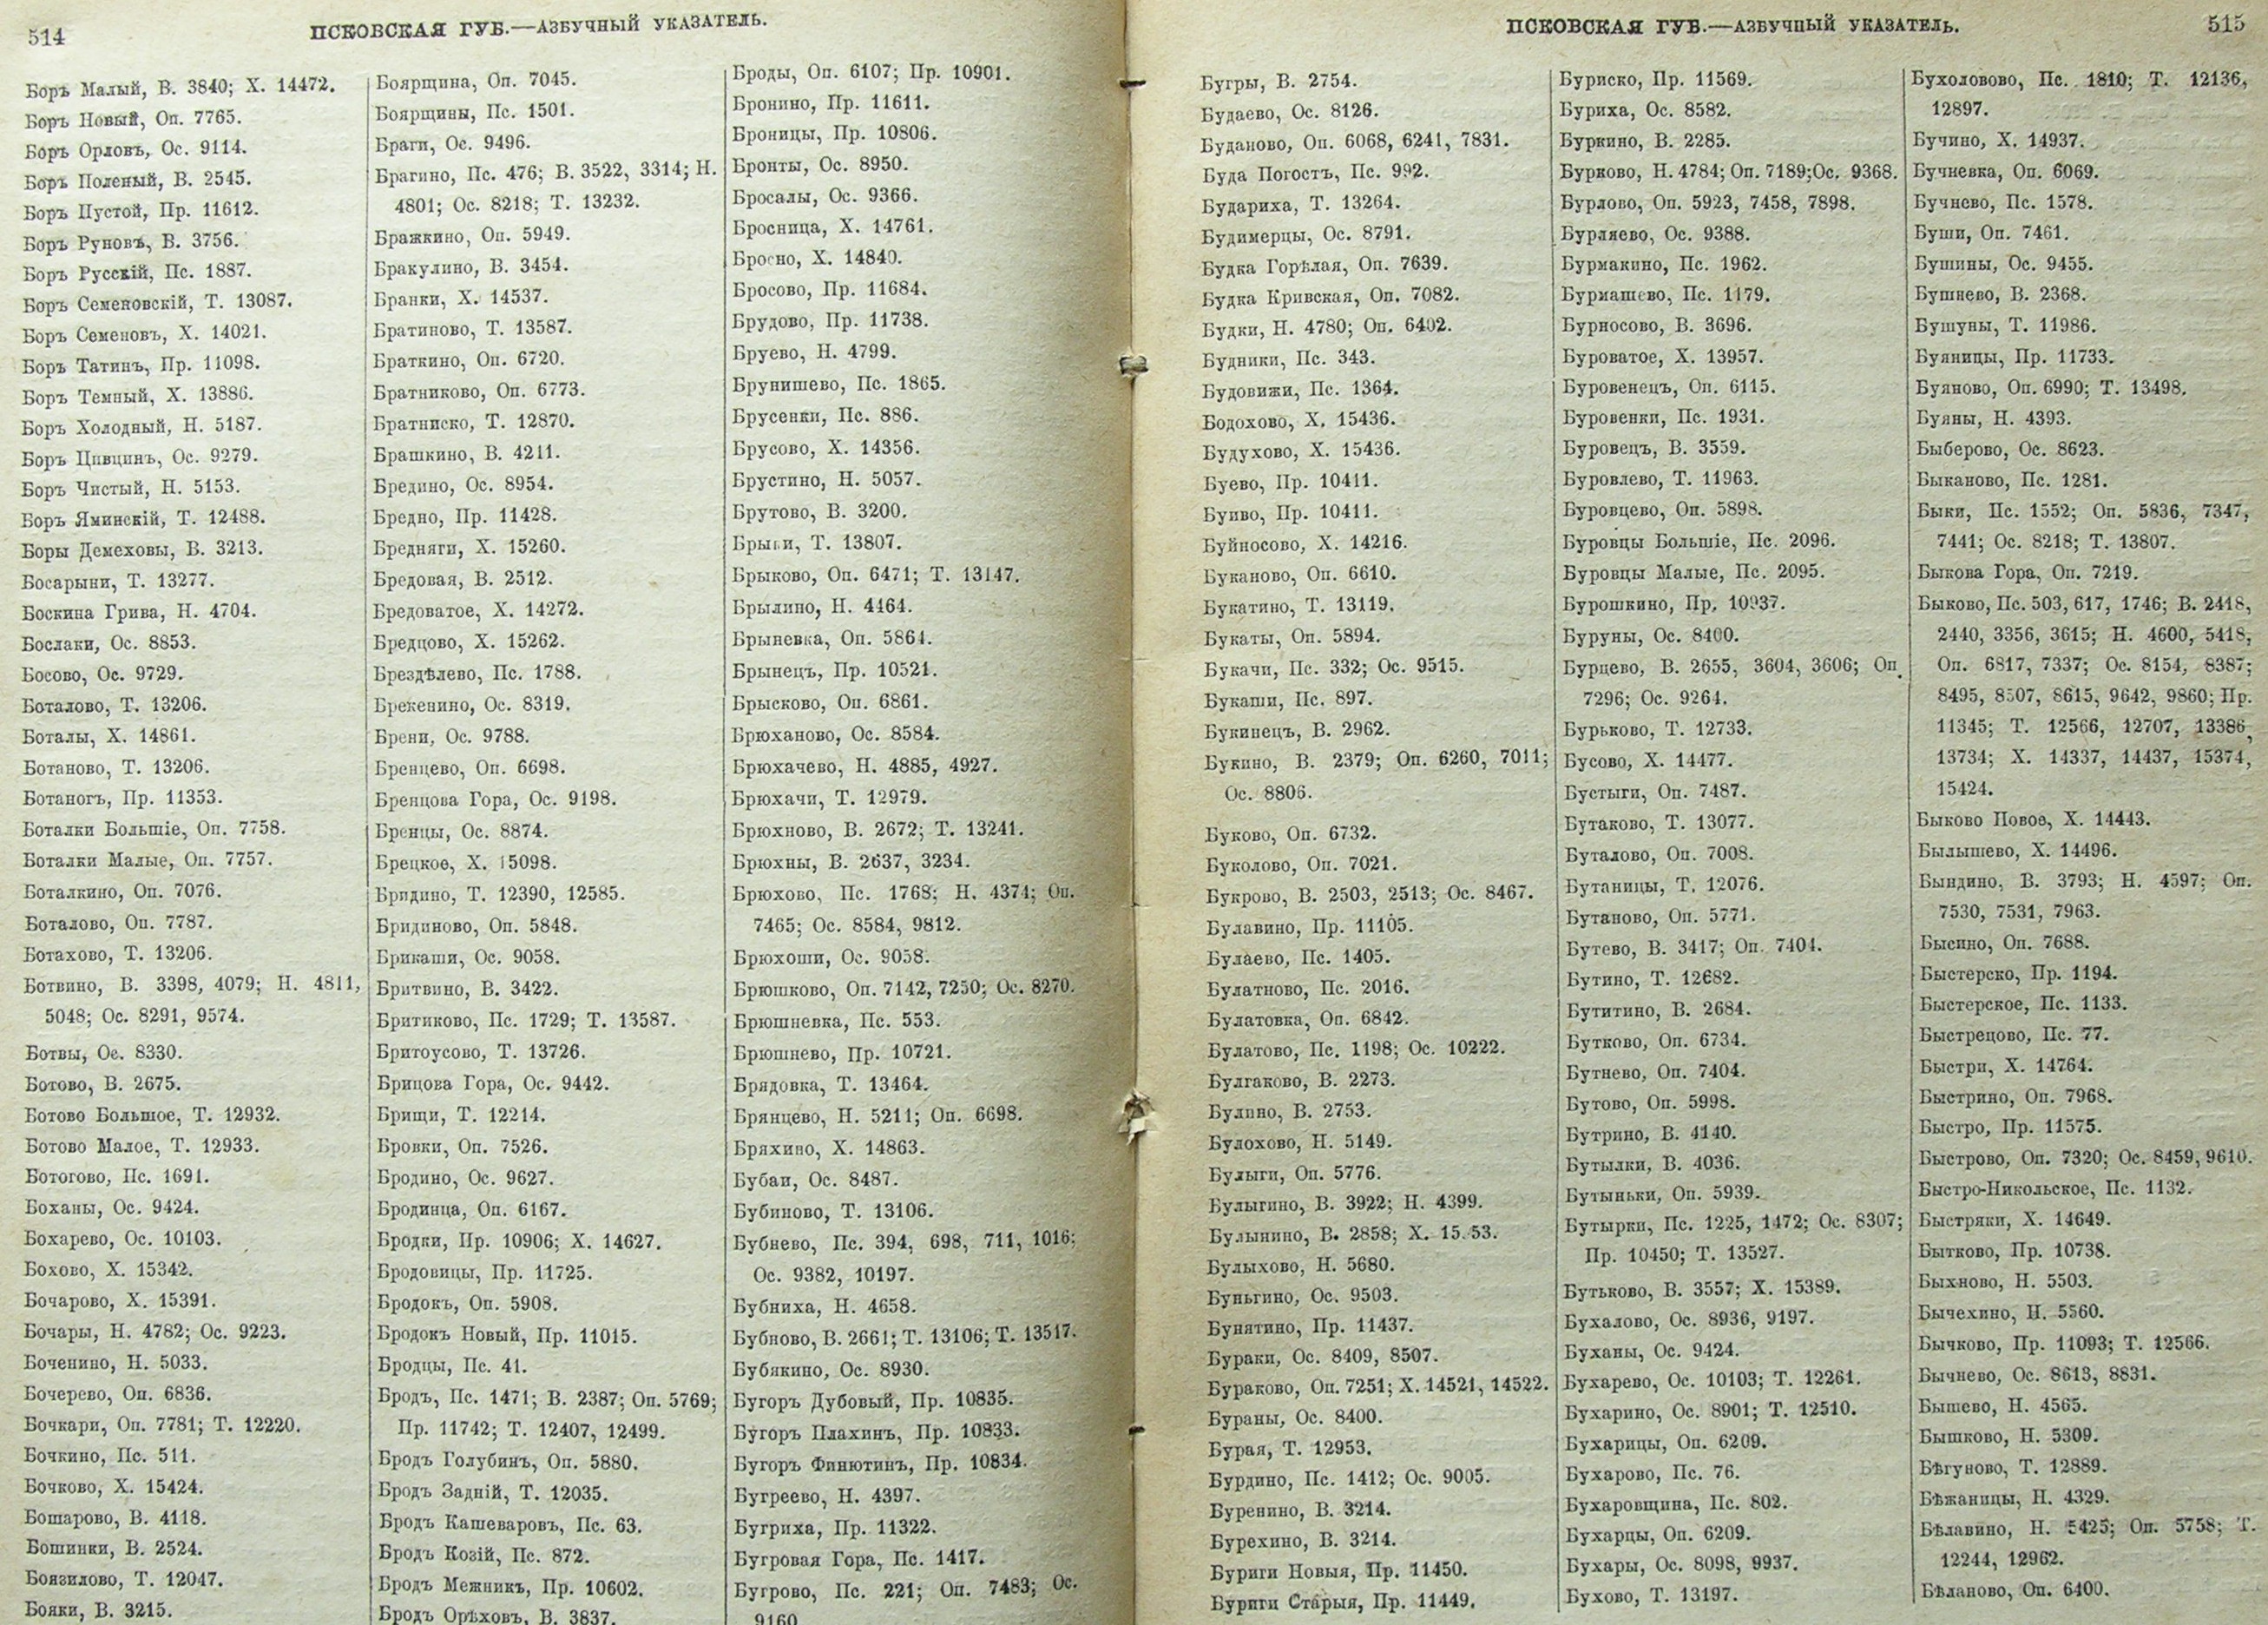 514
ПСКОВСКАЯ ГУБ.—АЗБУЧНЫЙ УКАЗАТЕЛЬ.
Боръ Малый, В. 3840; Х. 14472.
Боръ Новый, Оп. 7765.
Боръ Орловъ, Ос. 9114.
Боръ Поленый, В. 2545.
Боръ Пустой, Пр. 11612.
Боръ Руновъ, В. 3756.
Боръ Русскій, Пс. 1887.
Боръ Семеновскій, Т. 13087.
Боръ Семеновъ, Х. 14021.
Боръ Татинъ, Пр. 11098.
Боръ Темный, Х. 13886.
Боръ Холодный, Н. 5187.
Боръ Цивцинъ, Ос. 9279.
Боръ Чистый, Н. 5153.
Боръ Яминскій, Т. 12488.
Боры Демеховы, В. 3213.
Босарыни, Т. 13277.
Боскина Грива, Н. 4704.
Бослаки, Ос. 8853.
Босово, Ос. 9729.
Боталово, Т. 13206.
Боталы, Х. 14861.
Ботаново, Т. 13206.
Ботаногъ, Пр. 11353.
Боталки Большіе, Оп. 7758.
Боталки Малые, Оп. 7757.
Боталкино, Оп. 7076.
Боталово, Оп. 7787.
Ботахово, Т. 13206.
Ботвино, В. 3398, 4079; Н. 4811,
5048; Ос. 8291, 9574.
Ботвы, Ос. 8330.
Ботово, В. 2675.
Ботово Большое, Т. 12932.
Ботово Малое, Т. 12933.
Ботогово, Пс. 1691.
Боханы, Ос. 9424.
Бохарево, Ос. 10103.
Бохово, Х. 15342.
Бочарово, Х. 15391.
Бочары, Н. 4782; Ос. 9223.
Боченино, Н. 5033.
Бочерево, Оп. 6836.
Бочкари, Оп. 7781; Т. 12220.
Бочкино, Пс. 511.
Бочково, Х. 15424.
Бошарово, В. 4118.
Бошинки, В. 2524.
Боязилово, Т. 12047.
Бояки, В. 3215.
Боярщина, Оп. 7045.
Боярщины, Пс. 1501.
Браги, Ос. 9496.
Брагино, Пс. 476; В. 3522, 3314; Н.
4801; Ос. 8218; Т. 13232.
Бражкино, Оп. 5949.
Бракулино, В. 3454.
Бранки, Х. 14537.
Братиново, Т. 13587.
Браткино, Оп. 6720.
Братниково, Оп. 6773.
Братниско, Т. 12870.
Брашкино, В. 4211.
Бредино, Ос. 8954.
Бредно, Пр. 11428.
Бредняги, Х. 15260.
Бредовая, В. 2512.
Бредоватое, Х. 14272.
Бредцово, Х. 15262.
Брездѣлево, Пс. 1788.
Брекенино, Ос. 8319.
Брени, Ос. 9788.
Бренцево, Оп. 6698.
Бренцова Гора, Ос. 9198.
Бренцы, Ос. 8874.
Брецкое, Х. 15098.
Бридино, Т. 12390, 12585.
Бридиново, Оп. 5848.
Брикаши, Ос. 9058.
Бритвино, В. 3422.
Бритиково, Пс. 1729; Т. 13587.
Бритоусово, Т. 13726.
Брицова Гора, Ос. 9442.
Брищи, Т. 12214.
Бровки, Оп. 7526.
Бродино, Ос. 9627.
Бродинца, Оп. 6167.
Бродки, Пр. 10906; Х. 14627.
Бродовицы, Пр. 11725.
Бродокъ, Оп. 5908.
Бродокъ Новый, Пр. 11015.
Бродцы, Пс. 41.
Бродъ, Пс. 1471; В. 2387; Оп. 5769;
Пр. 11742; Т. 12407, 12499.
Бродъ Голубинъ, Оп. 5880.
Бродъ Задній, Т. 12035.
Бродъ Кашеваровъ, Пс. 63.
Бродъ Козій, Пс. 872.
Бродъ Межникъ, Пр. 10602.
Бродъ Орѣховъ, В. 3837.
Броды, Оп. 6107; Пр. 10901.
Бронино, Пр. 11611.
Броницы, Пр. 10806.
Бронты, Ос. 8950.
Бросалы, Ос. 9366.
Бросница, Х. 14761.
Бросно, Х. 14840.
Бросово, Пр. 11684.
Брудово, Пр. 11738.
Бруево, Н. 4799.
Брунишево, Пс. 1865.
Брусенки, Пс. 886.
Брусово, Х. 14356.
Брустино, Н. 5057.
Брутово, В. 3200.
Брыки, Т. 13807.
Брыково, Оп. 6471; Т. 13147.
Брылино, Н. 4464.
Брыневка, Оп. 5864.
Брынецъ, Пр. 10521.
Брысково, Оп. 6861.
Брюханово, Ос. 8584.
Брюхачево, Н. 4885, 4927.
Брюхачи, Т. 12979.
Брюхново, В. 2672; Т. 13241.
Брюхны, В. 2637, 3234.
Брюхово, Пс. 1768; Н. 4374; Оп.
7465; Ос. 8584, 9812.
Брюхоши, Ос. 9058.
Брюшково, Оп. 7142, 7250; Ос. 8270.
Брюшневка, Пс. 553.
Брюшнево, Пр. 10721.
Брядовка, Т. 13464.
Брянцево, Н. 5211; Оп. 6698.
Бряхино, Х. 14863.
Бубаи, Ос. 8487.
Бубиново, Т. 13106.
Бубнево, Пс. 394, 698, 711, 1016;
Ос. 9382, 10197.
Бубниха, Н. 4658.
Бубново, В. 2661; Т. 13106; Т. 13517.
Бубякино, Ос. 8930.
Бугоръ Дубовый, Пр. 10835.
Бугоръ Плахинъ, Пр. 10833.
Бугоръ Финютинъ, Пр. 10834.
Бугреево, Н. 4397.
Бугриха, Пр. 11322.
Бугровая Гора, Пс. 1417.
Бугрово, Пс. 221; Оп. 7483; Ос.
9160
ПСКОВСКАЯ ГУБ.—АЗБУЧНЫЙ УКАЗАТЕЛЬ.
515
Бугры, В. 2754.
Будаево, Ос. 8126.
Буданово, Оп. 6068, 6241, 7831.
Буда Погостъ, Пс. 992.
Будариха, Т. 13264.
Будимерцы, Ос. 8791.
Будка Горѣлая, Оп. 7639.
Будка Кривская, Оп. 7082.
Будки, Н. 4780; Оп. 6402.
Будники, Пс. 343.
Будовижи, Пс. 1364.
Бодохово, Х. 15436.
Будухово, Х. 15436.
Буево, Пр. 10411.
Буиво, Пр. 10411.
Буйносово, Х. 14216.
Буканово, Оп. 6610.
Букатино, Т. 13119.
Букаты, Оп. 5894.
Букачи, Пс. 332; Ос. 9515.
Букаши, Пс. 897.
Букинецъ, В. 2962.
Букино, В. 2379; Оп. 6260, 7011;
Ос. 8806.
Буково, Оп. 6732.
Буколово, Оп. 7021.
Букрово, В. 2503, 2513; Ос. 8467.
Булавино, Пр. 11105.
Булаево, Пс. 1405.
Булатново, Пс. 2016.
Булатовка, Оп. 6842.
Булатово, Пс. 1198; Ос. 10222.
Булгаково, В. 2273.
Булино, В. 2753.
Булохово, Н. 5149.
Булыги, Оп. 5776.
Булыгино, В. 3922; Н. 4399.
Булынино, В. 2858; Х. 15.53.
Булыхово, Н. 5680.
Буньгино, Ос. 9503.
Бунятино, Пр. 11437.
Бураки, Ос. 8409, 8507.
Бураково, Оп. 7251; Х. 14521, 14522.
Бураны, Ос. 8400.
Бурая, Т. 12953.
Бурдино, Пс. 1412; Ос. 9005.
Буренино, В. 3214.
Бурехино, В. 3214.
Буриги Новыя, Пр. 11450.
Буриги Старыя, Пр. 11449.
Буриско, Пр. 11569.
Буриха, Ос. 8582.
Буркино, В. 2285.
Бурково, Н. 4784; Оп. 7189; Ос. 9368.
Бурлово, Оп. 5923, 7458, 7898.
Бурляево, Ос. 9388.
Бурмакино, Пс. 1962.
Бурмашево, Пс. 1179.
Бурносово, В. 3696.
Буроватое, Х. 13957.
Буровенецъ, Оп. 6115.
Буровенки, Пс. 1931.
Буровецъ, В. 3559.
Буровлево, Т. 11963.
Буровцево, Оп. 5898.
Буровцы Большіе, Пс. 2096.
Буровцы Малые, Пс. 2095.
Бурошкино, Пр. 10937.
Буруны, Ос. 8400.
Бурцево, В. 2655, 3604, 3606; Оп.
7296; Ос. 9264.
Бурьково, Т. 12733.
Бусово, Х. 14477.
Бустыги, Оп. 7487.
Бутаково, Т. 13077.
Буталово, Оп. 7008.
Бутаницы, Т. 12076.
Бутаново, Оп. 5771.
Бутево, В. 3417; Оп. 7404.
Бутино, Т. 12682.
Бутитино, В. 2684.
Бутково, Оп. 6734.
Бутнево, Оп. 7404.
Бутово, Оп. 5998.
Бутрино, В. 4140.
Бутылки, В. 4036.
Бутыньки, Оп. 5939.
Бутырки, Пс. 1225, 1472; Ос. 8307;
Пр. 10450; Т. 13527.
Бутьково, В. 3557; Х. 15389.
Бухалово, Ос. 8936, 9197.
Буханы, Ос. 9424.
Бухарево, Ос. 10103; Т. 12261.
Бухарино, Ос. 8901; Т. 12510.
Бухарицы, Оп. 6209.
Бухарово, Пс. 76.
Бухаровщина, Пс. 802.
Бухарцы, Оп. 6209.
Бухары, Ос. 8098, 9937.
Бухово, Т. 13197.
Бухоловово, Пс. 1810; Т. 12136,
12897.
Бучино, Х. 14937.
Бучневка, Оп. 6069.
Бучнево, Пс. 1578.
Буши, Оп. 7461.
Бушины, Ос. 9455.
Бушнево, В. 2368.
Бушуны, Т. 11986.
Буяницы, Пр. 11733.
Буяново, Оп. 6990; Т. 13498.
Буяны, Н. 4393.
Выберово, Ос. 8623.
Быканово, Пс. 1281.
Быки, Пс. 1552; Оп. 5836, 7347,
7441; Ос. 8218; Т. 13807.
Быкова Гора, Оп. 7219.
Быково, Пс. 503, 617, 1746; В. 2418,
2440, 3356, 3615; Н. 4600, 5418,
Оп. 6817, 7337; Ос. 8154, 8387;
8495, 8507, 8615, 9642, 9860; Пр.
11345; Т. 12566, 12707, 13386,
13734; Х. 14337, 14437, 15374,
15424.
Быково Новое, Х. 14443.
Былышево, Х. 14496.
Бындино, В. 3793; Н. 4597; Оп.
7530, 7531, 7963.
Бысино, Оп. 7688.
Быстерско, Пр. 1194.
Быстерское, Пс. 1133.
Быстрецово, Пс. 77.
Быстри, Х. 14764.
Быстрино, Оп. 7968.
Быстро, Пр. 11575.
Быстрово, Оп. 7320; Ос. 8459, 9610.
Быстро-Никольское, Пс. 1132.
Быстряки, Х. 14649.
Бытково, Пр. 10738.
Быхново, Н. 5503.
Бычехино, Н. 5560.
Бычково, Пр. 11093; Т. 12566.
Бычнево, Ос. 8613, 8831.
Бышево, Н. 4565.
Бышково, Н. 5309.
Бѣгуново, Т. 12889.
Бѣжаницы, Н. 4329.
Бѣлавино, Н. 5425; Оп. 5758; Т.
12244, 12962.
Бѣланово, Оп. 6400.